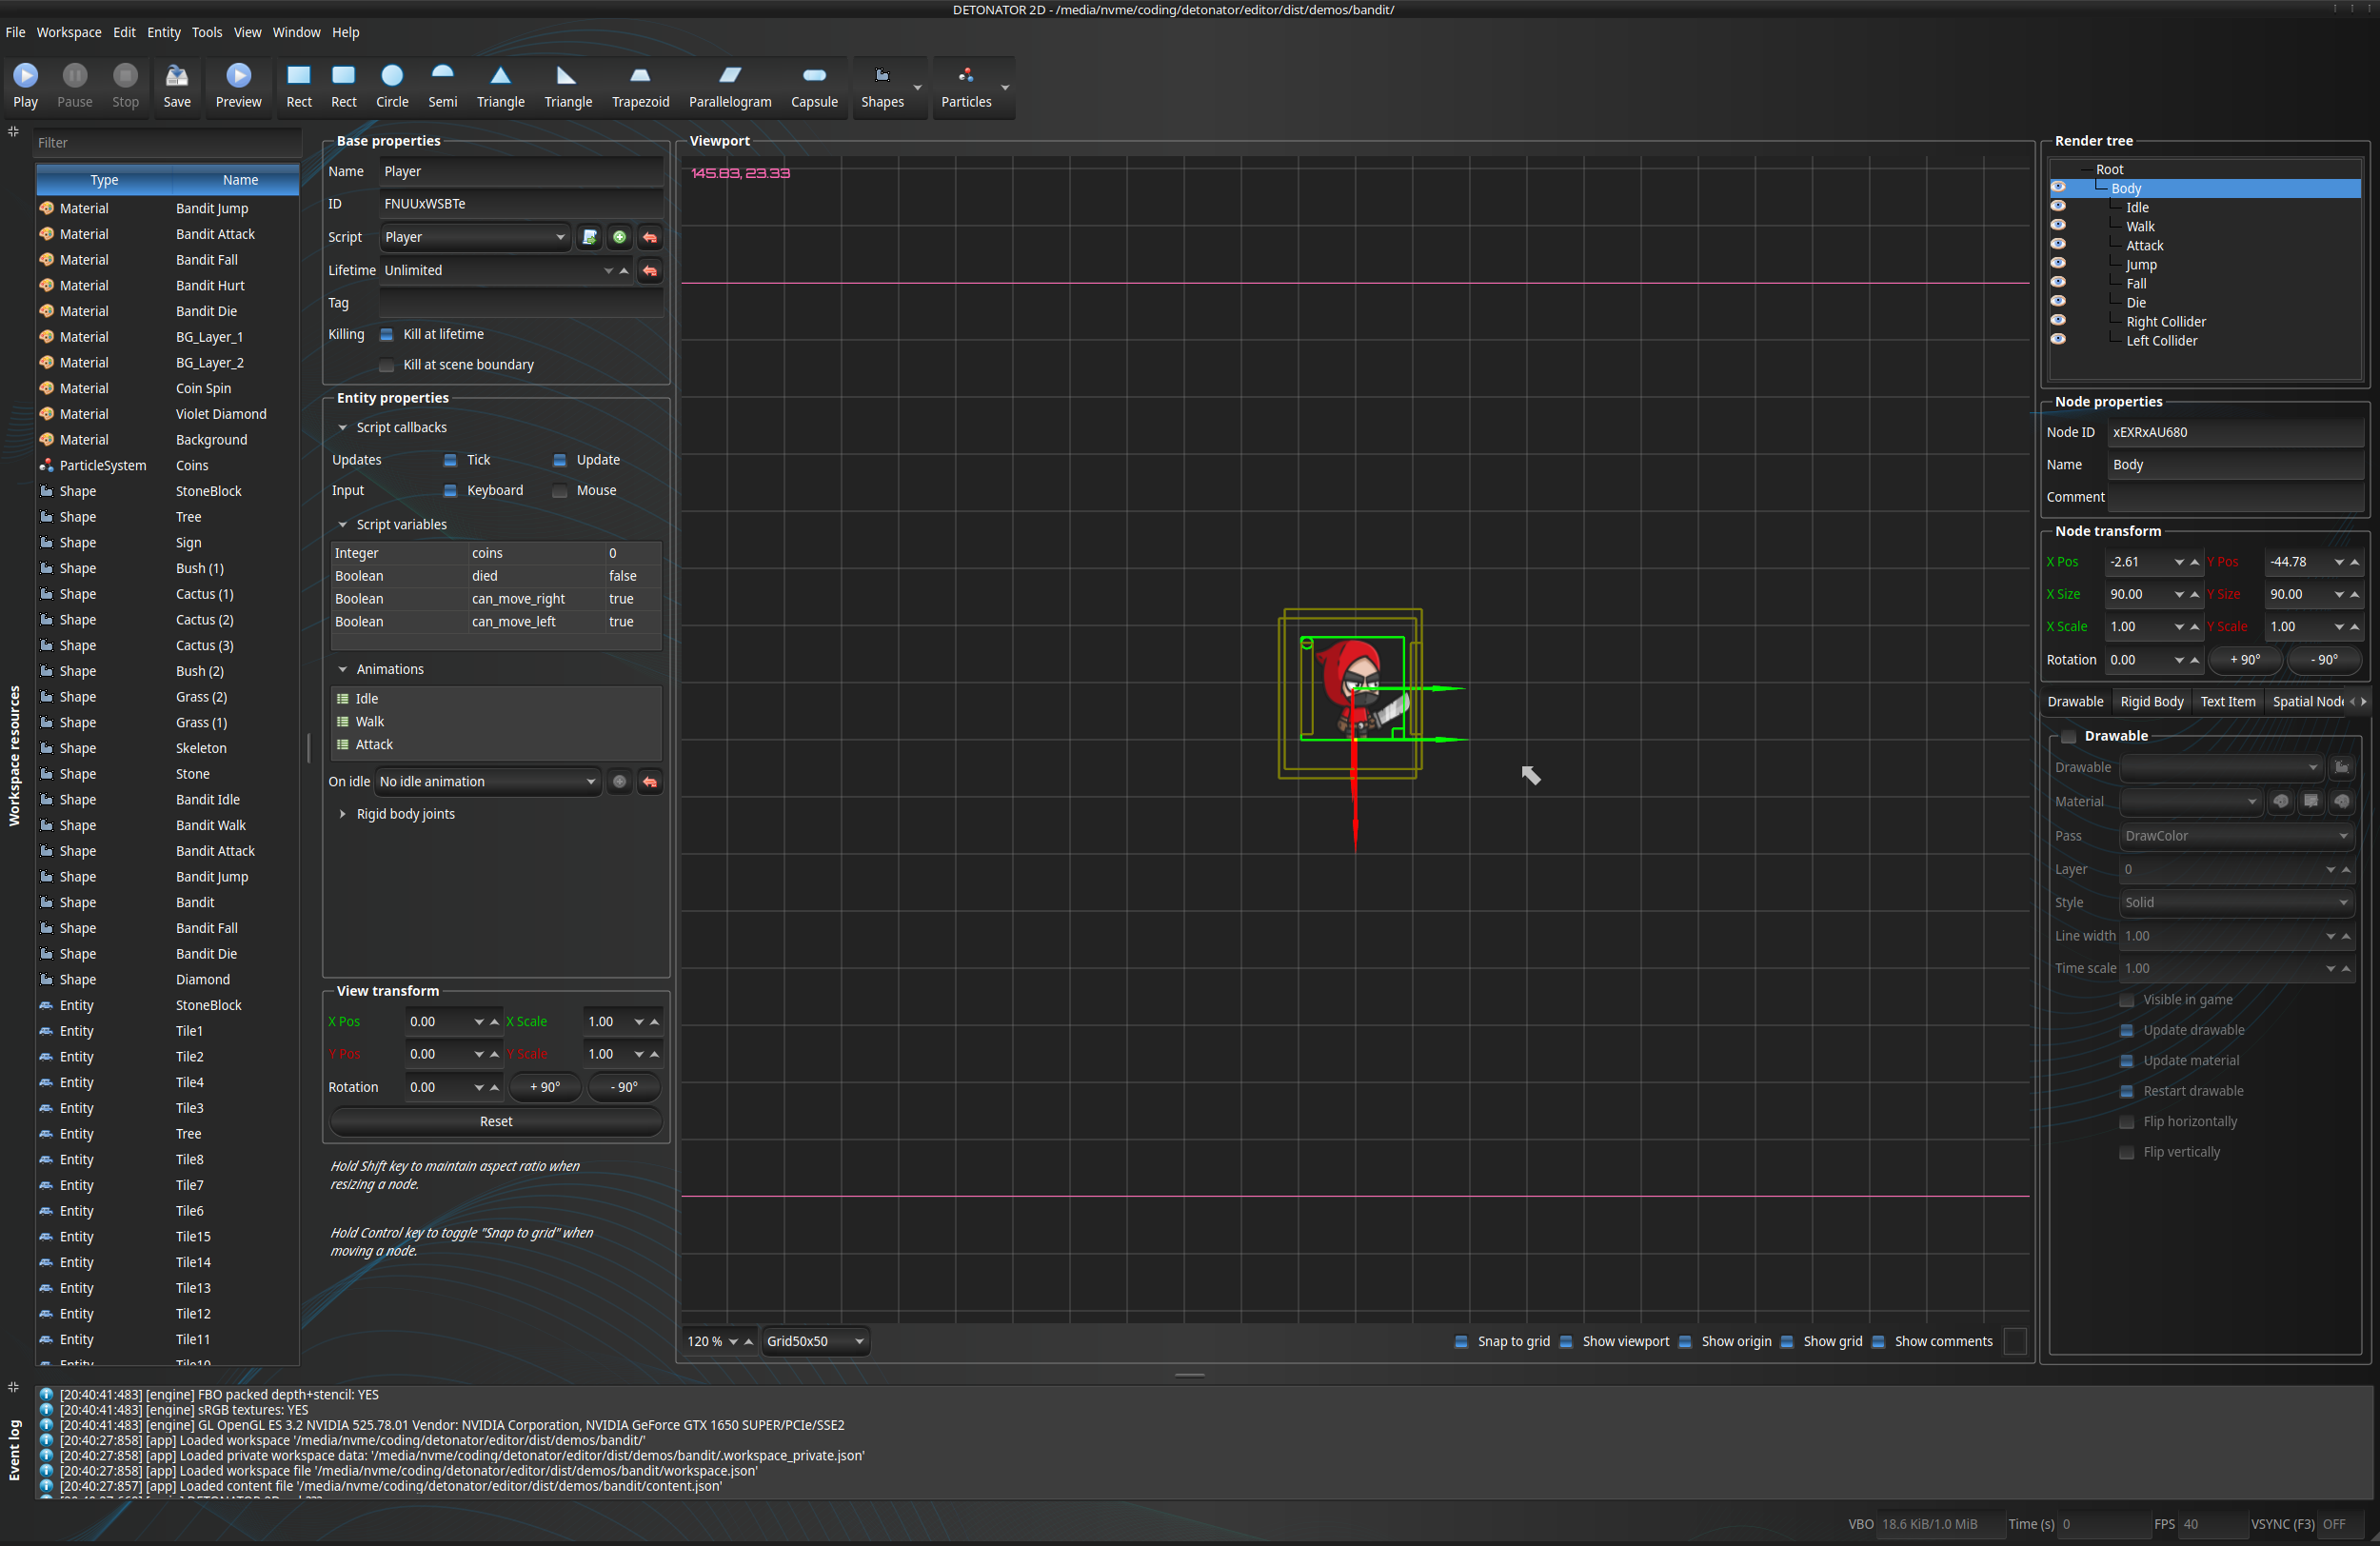 DETONATOR 2D - /media/nvme/coding/detonator/editor/dist/demos/bandit/
File Workspace Edit Entity Tools View Window Help
Play Pause Stop Save Preview Rect Rect Circle Semi Triangle Triangle Trapezoid Parallelogram Capsule Shapes Particles
Workspace resources
Filter
Type Name
Material Bandit Jump
Material Bandit Attack
Material Bandit Fall
Material Bandit Hurt
Material Bandit Die
Material BG_Layer_1
Material BG_Layer_2
Material Coin Spin
Material Violet Diamond
Material Background
ParticleSystem Coins
Shape StoneBlock
Shape Tree
Shape Sign
Shape Bush (1)
Shape Cactus (1)
Shape Cactus (2)
Shape Cactus (3)
Shape Bush (2)
Shape Grass (2)
Shape Grass (1)
Shape Skeleton
Shape Stone
Shape Bandit Idle
Shape Bandit Walk
Shape Bandit Attack
Shape Bandit Jump
Shape Bandit
Shape Bandit Fall
Shape Bandit Die
Shape Diamond
Entity StoneBlock
Entity Tile1
Entity Tile2
Entity Tile4
Entity Tile3
Entity Tree
Entity Tile8
Entity Tile7
Entity Tile6
Entity Tile15
Entity Tile14
Entity Tile13
Entity Tile12
Entity Tile11
Entity Tile10
Base properties
Name Player
ID FNUUxWSBTe
Script Player
Lifetime Unlimited
Tag
Killing Kill at lifetime
Kill at scene boundary
Entity properties
Script callbacks
Updates Tick Update
Input Keyboard Mouse
Script variables
Integer coins 0
Boolean died false
Boolean can_move_right true
Boolean can_move_left true
Animations
Idle
Walk
Attack
On idle No idle animation
Rigid body joints
View transform
X Pos 0.00 X Scale 1.00
Y Pos 0.00 Y Scale 1.00
Rotation 0.00 + 90° - 90°
Reset
Hold Shift key to maintain aspect ratio when
resizing a node.
Hold Control key to toggle "Snap to grid" when
moving a node.
Viewport
145.83, 23.33
120 % Grid50x50 Snap to grid Show viewport Show origin Show grid Show comments
Render tree
Root
Body
Idle
Walk
Attack
Jump
Fall
Die
Right Collider
Left Collider
Node properties
Node ID xEXRxAU680
Name Body
Comment
Node transform
X Pos -2.61 Y Pos -44.78
X Size 90.00 Y Size 90.00
X Scale 1.00 Y Scale 1.00
Rotation 0.00 + 90° - 90°
Drawable Rigid Body Text Item Spatial Node
Drawable
Drawable
Material
Pass DrawColor
Layer 0
Style Solid
Line width 1.00
Time scale 1.00
Visible in game
Update drawable
Update material
Restart drawable
Flip horizontally
Flip vertically
Event log
[20:40:41:483] [engine] FBO packed depth+stencil: YES
[20:40:41:483] [engine] sRGB textures: YES
[20:40:41:483] [engine] GL OpenGL ES 3.2 NVIDIA 525.78.01 Vendor: NVIDIA Corporation, NVIDIA GeForce GTX 1650 SUPER/PCIe/SSE2
[20:40:27:858] [app] Loaded workspace '/media/nvme/coding/detonator/editor/dist/demos/bandit/'
[20:40:27:858] [app] Loaded private workspace data: '/media/nvme/coding/detonator/editor/dist/demos/bandit/.workspace_private.json'
[20:40:27:858] [app] Loaded workspace file '/media/nvme/coding/detonator/editor/dist/demos/bandit/workspace.json'
[20:40:27:857] [app] Loaded content file '/media/nvme/coding/detonator/editor/dist/demos/bandit/content.json'
VBO 18.6 KiB/1.0 MiB Time (s) 0 FPS 40 VSYNC (F3) OFF